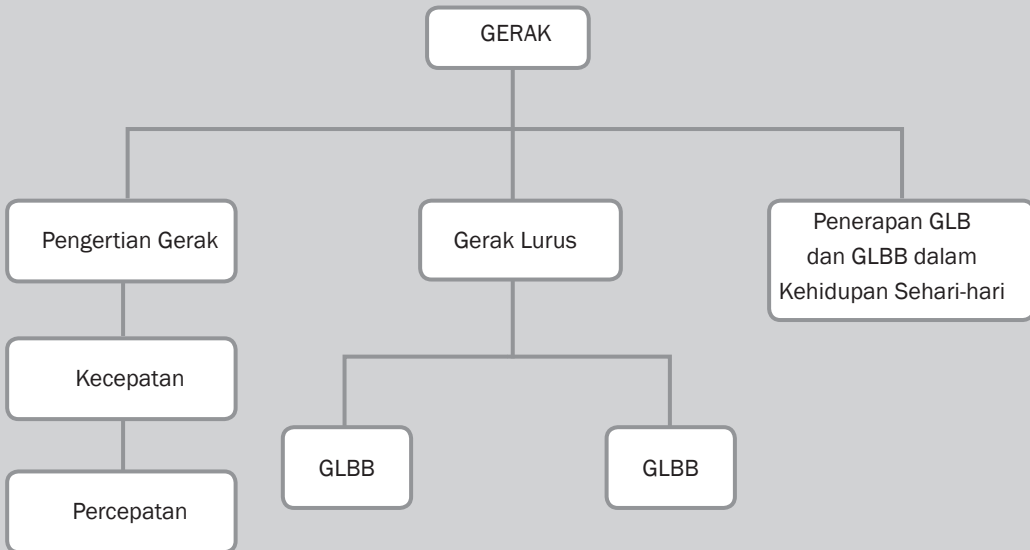 GERAK
Pengertian Gerak
Gerak Lurus
Penerapan GLB
dan GLBB dalam
Kehidupan Sehari-hari
Kecepatan
GLBB
GLBB
Percepatan